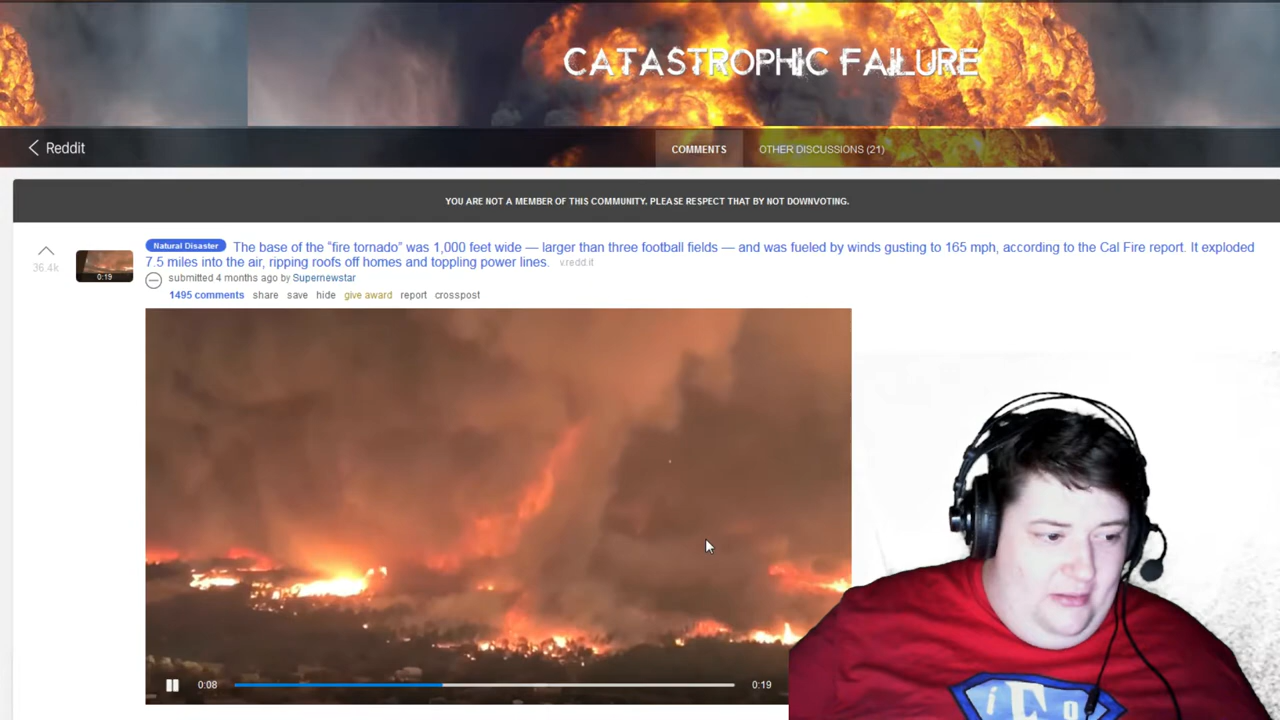 CATASTROPHIC FAILURE
Reddit
COMMENTS
OTHER DISCUSSIONS (21)
YOU ARE NOT A MEMBER OF THIS COMMUNITY. PLEASE RESPECT THAT BY NOT DOWNVOTING.
36.4k
0:19
Natural Disaster The base of the “fire tornado” was 1,000 feet wide — larger than three football fields — and was fueled by winds gusting to 165 mph, according to the Cal Fire report. It exploded
7.5 miles into the air, ripping roofs off homes and toppling power lines. v.redd.it
submitted 4 months ago by Supernewstar
1495 comments share save hide give award report crosspost
0:08
0:19